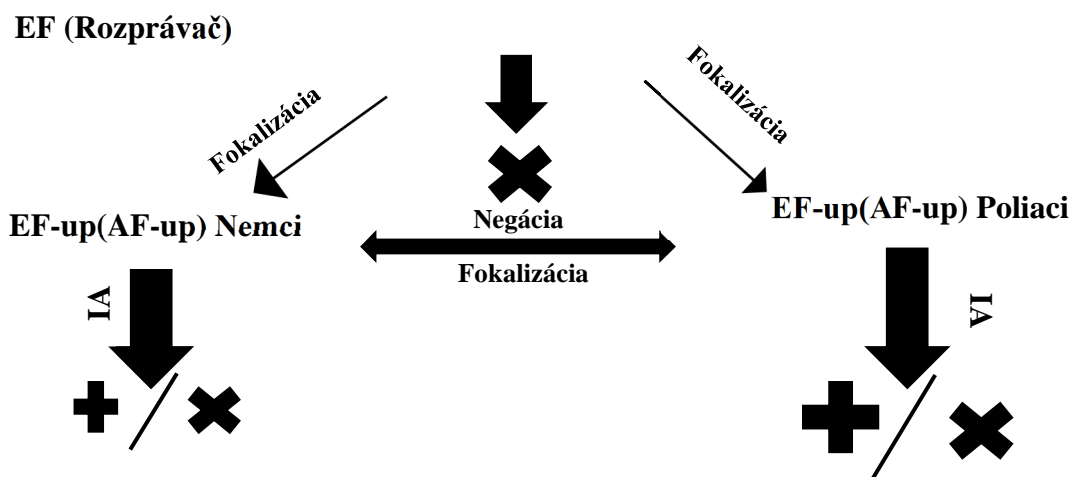 EF (Rozprávač)
Fokalizácia
Fokalizácia
EF-up(AF-up) Nemci
Negácia
EF-up(AF-up) Poliaci
Fokalizácia
IA
IA